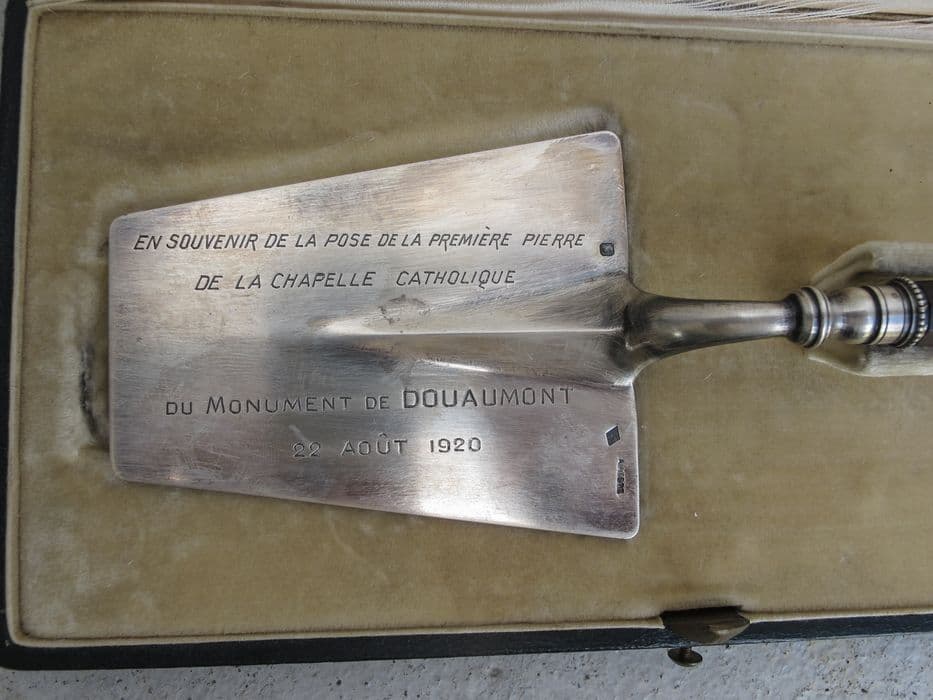 EN SOUVENIR DE LA POSE DE LA PREMIÈRE PIERRE
DE LA CHAPELLE CATHOLIQUE
DU MONUMENT DE DOUAUMONT
22 AOÛT 1920